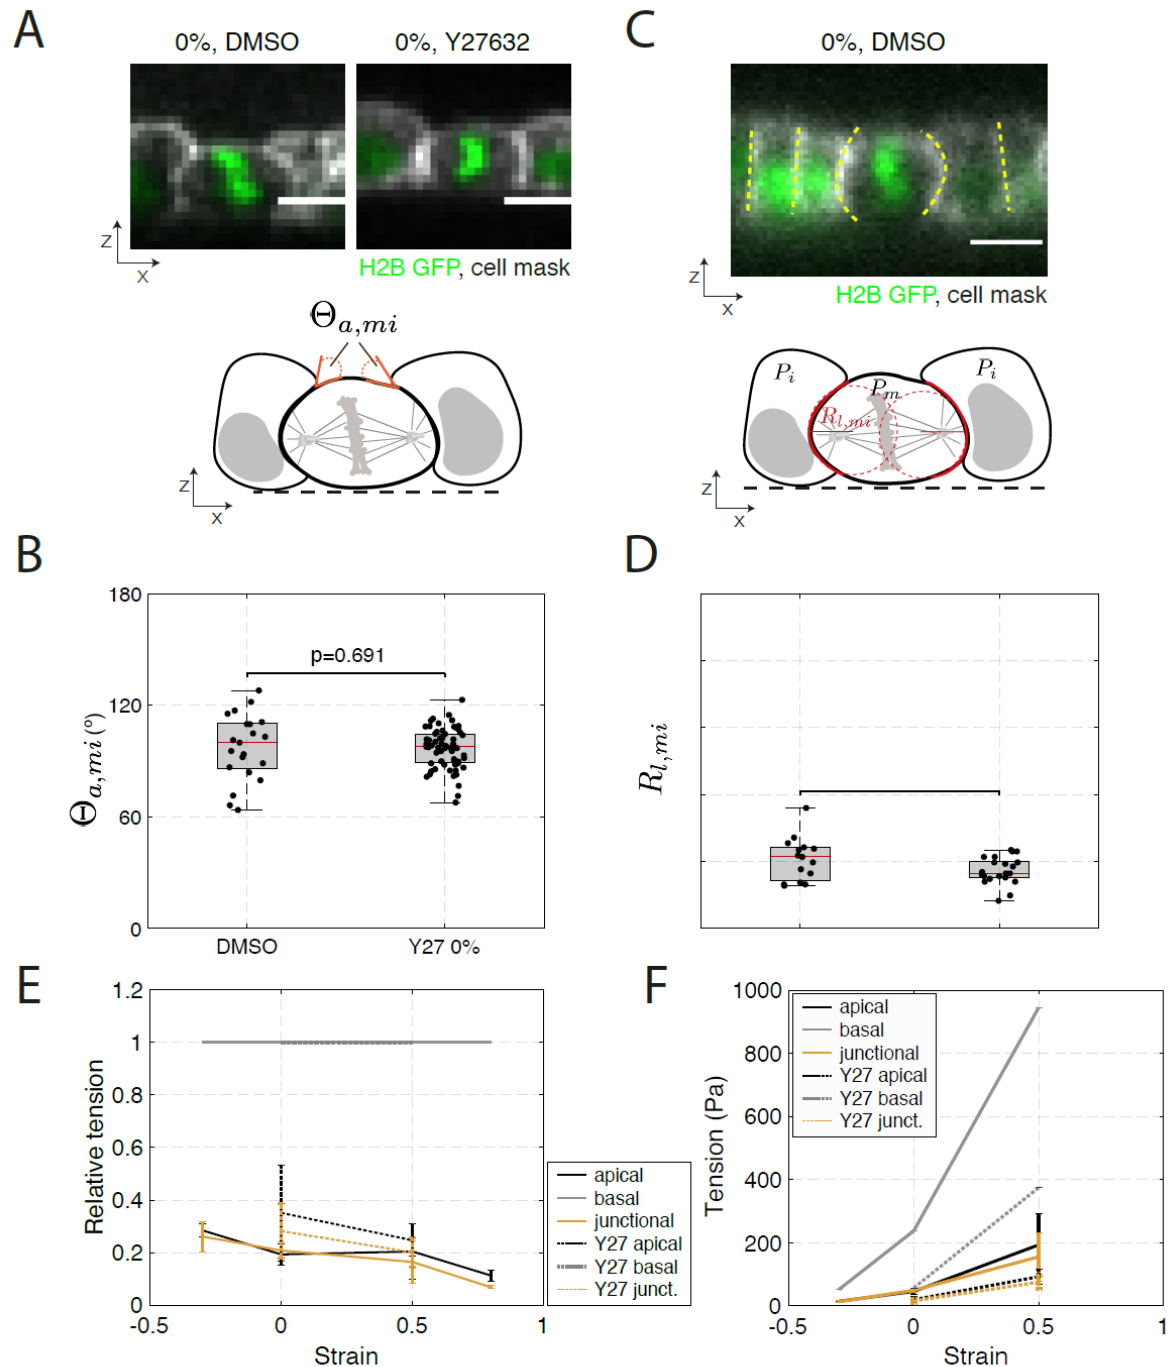 A
0%, DMSO
0%, Y27632
Z
X
H2B GFP, cell mask
Θa,mi
Z
X
C
0%, DMSO
Z
X
H2B GFP, cell mask
Pi
Pm
Pi
Rl,mi
Z
X
B
180
120
60
0
Θa,mi (°)
p=0.691
DMSO
Y27 0%
D
Rl,mi
E
1.2
1
0.8
0.6
0.4
0.2
0
Relative tension
-0.5
0
0.5
1
Strain
apical
basal
junctional
Y27 apical
Y27 basal
Y27 junct.
F
1000
800
600
400
200
0
Tension (Pa)
apical
basal
junctional
Y27 apical
Y27 basal
Y27 junct.
-0.5
0
0.5
1
Strain